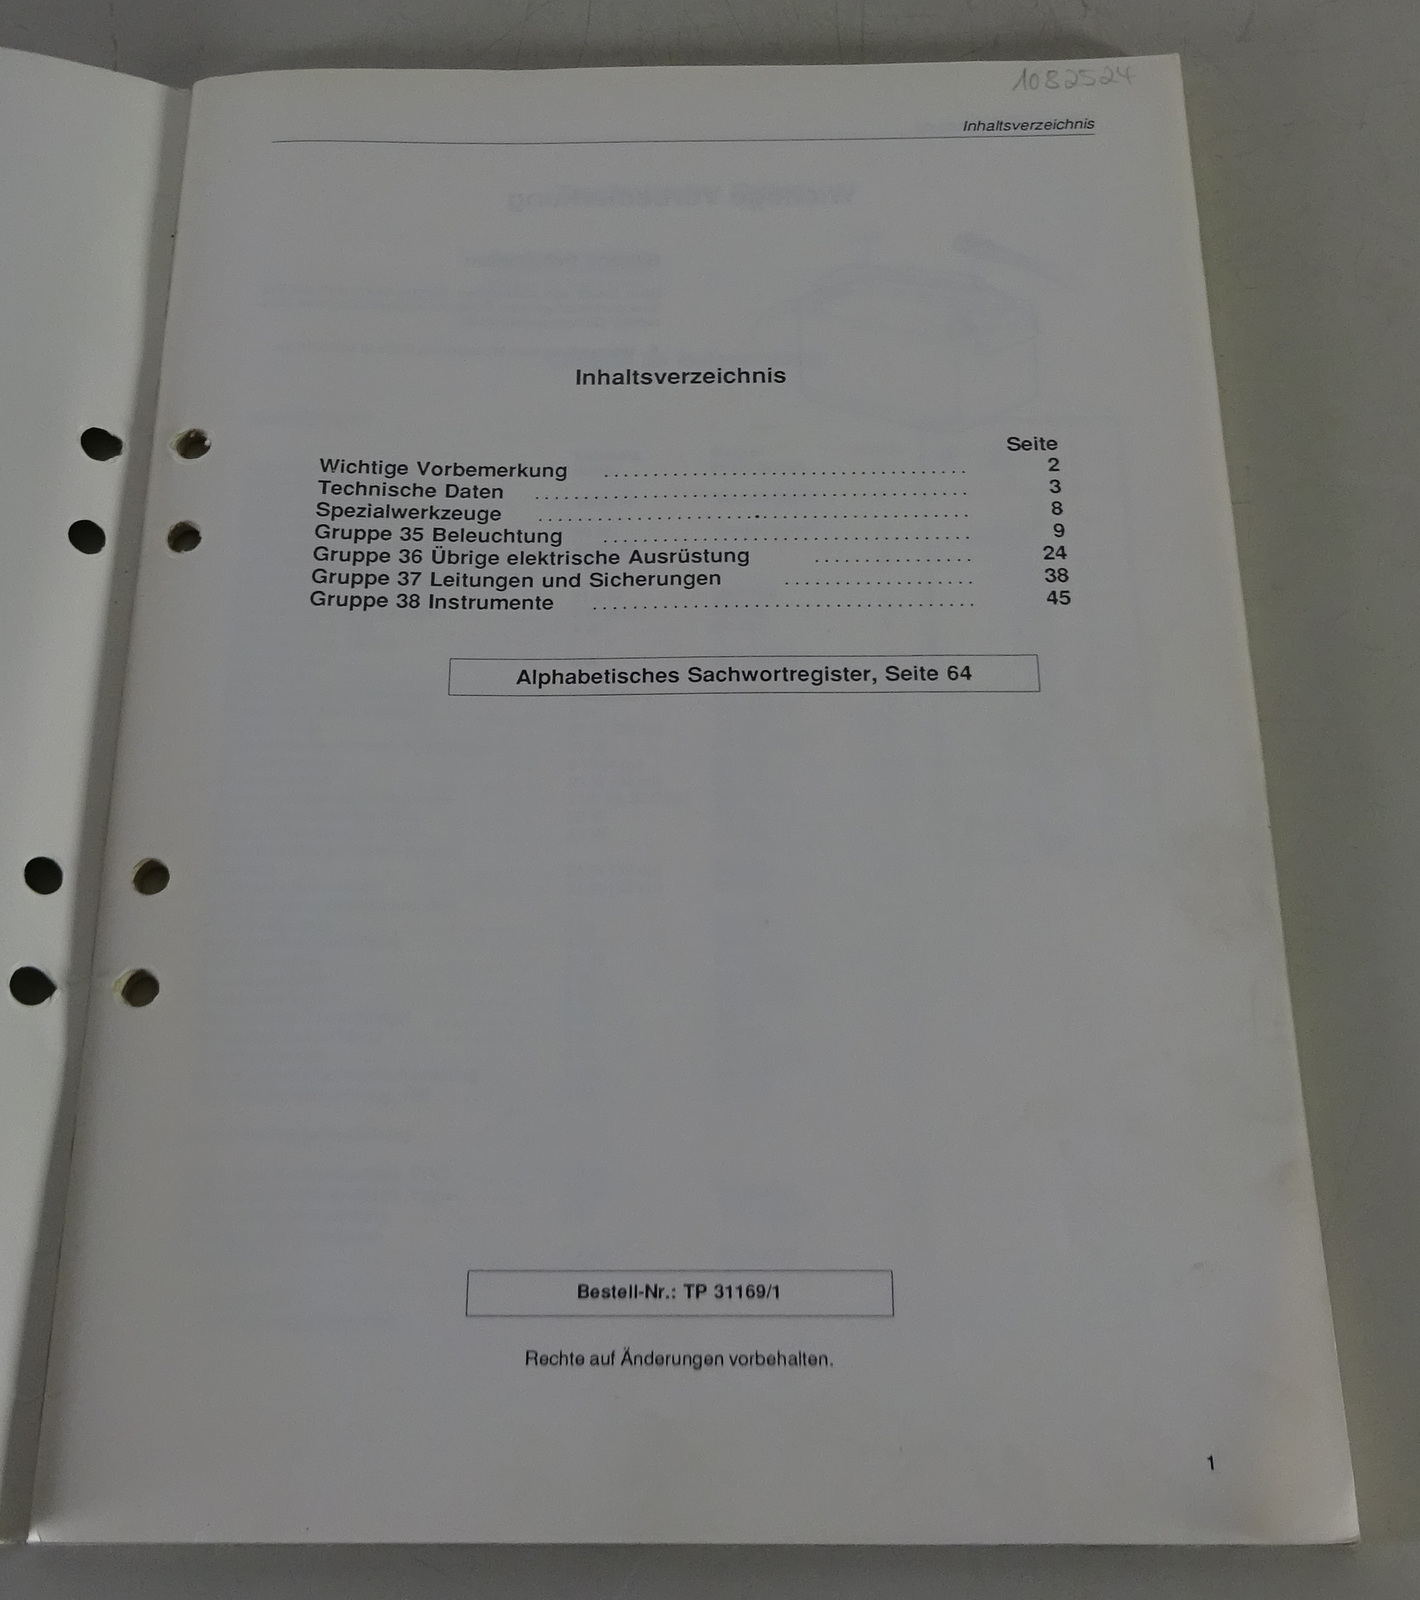 1082524
Inhaltsverzeichnis
Inhaltsverzeichnis
Seite
Wichtige Vorbemerkung ..................................... 2
Technische Daten ............................................ 3
Spezialwerkzeuge ............................................ 8
Gruppe 35 Beleuchtung ..................................... 9
Gruppe 36 Übrige elektrische Ausrüstung ................ 24
Gruppe 37 Leitungen und Sicherungen ................... 38
Gruppe 38 Instrumente ....................................... 45
Alphabetisches Sachwortregister, Seite 64
Bestell-Nr.: TP 31169/1
Rechte auf Änderungen vorbehalten.
1